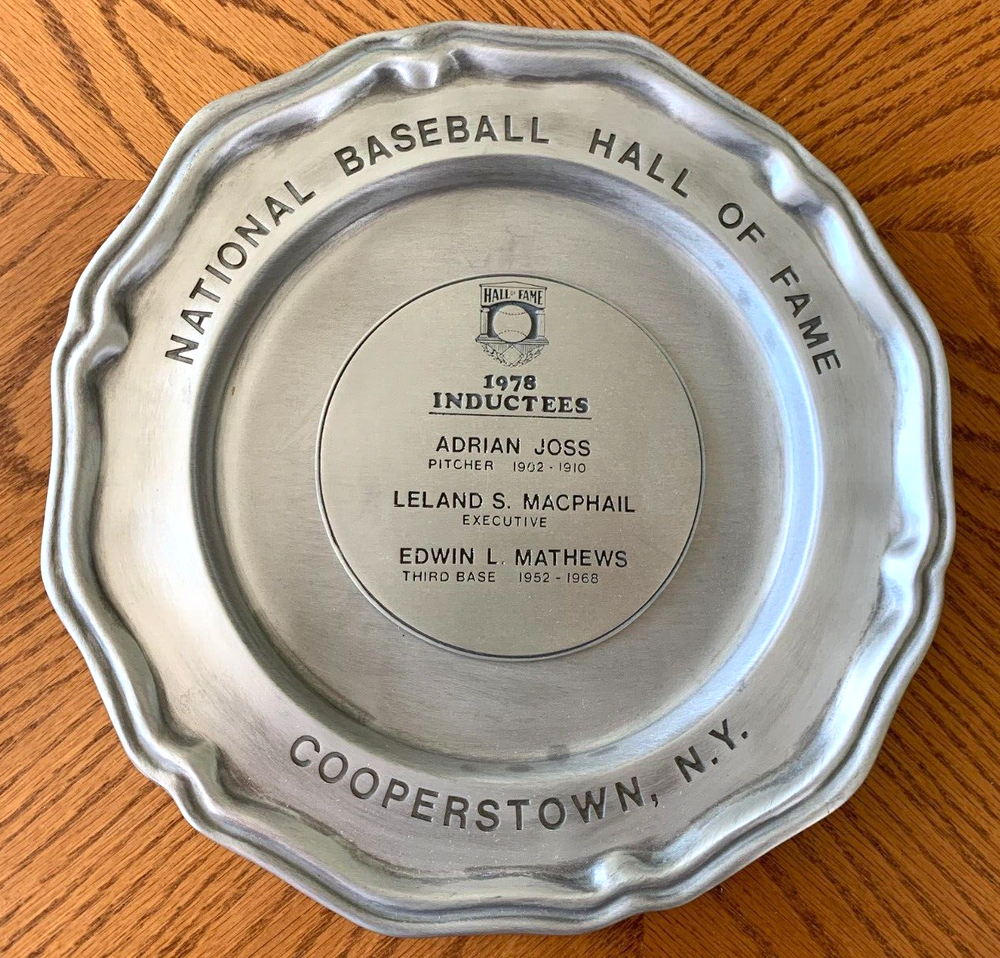 NATIONAL BASEBALL HALL OF FAME
HALL OF FAME
1978
INDUCTEES
ADRIAN JOSS
PITCHER 1902 - 1910
LELAND S. MACPHAIL
EXECUTIVE
EDWIN L. MATHEWS
THIRD BASE 1952 - 1968
COOPERSTOWN, N.Y.